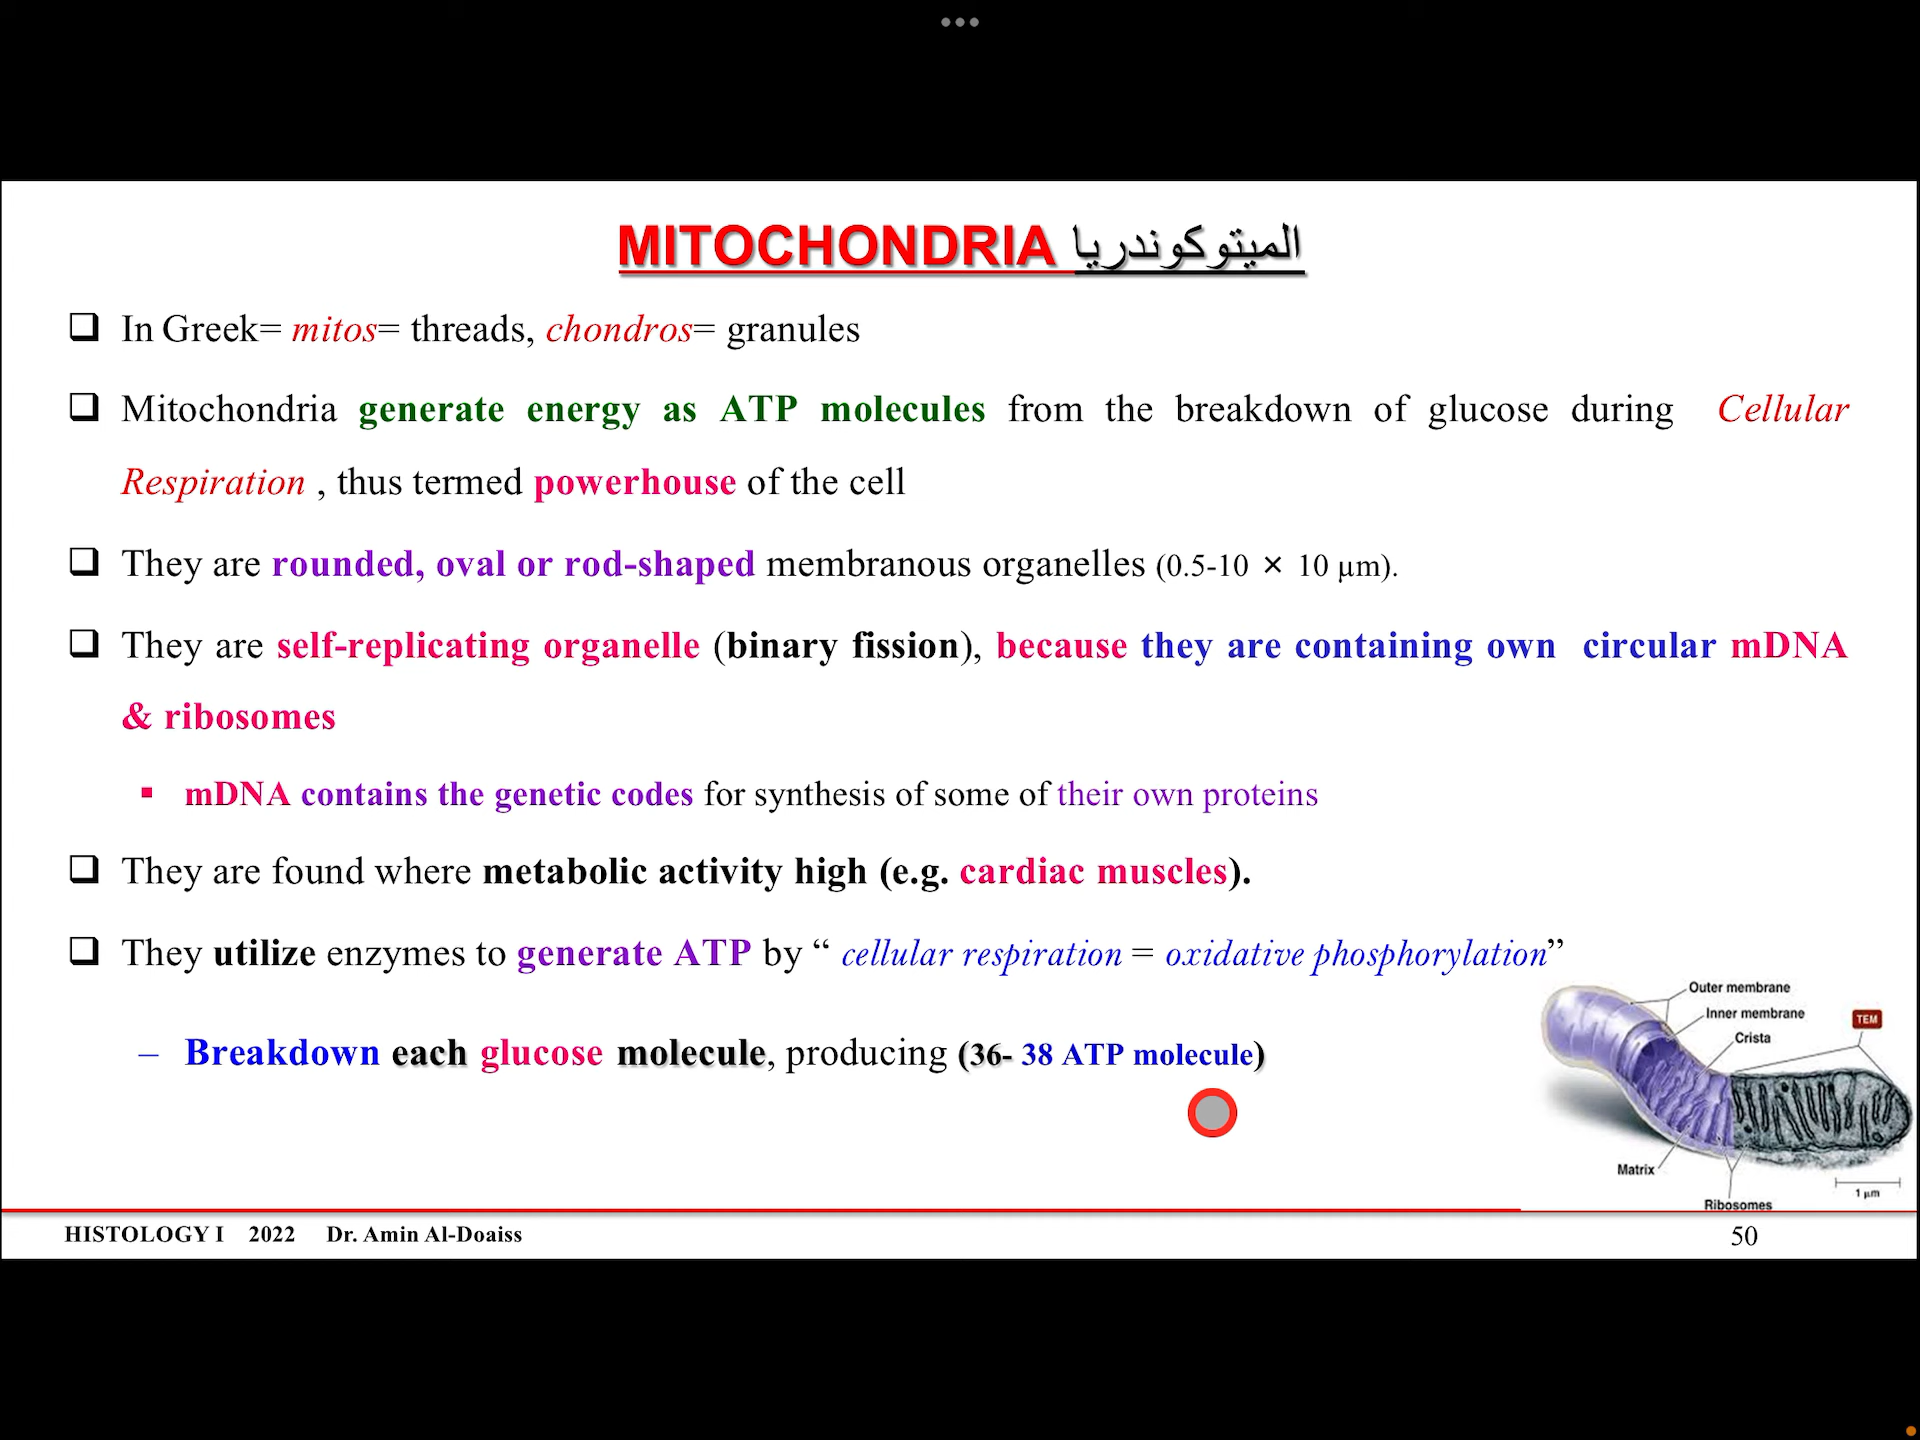 MITOCHONDRIA الميتوكوندريا
❑ In Greek= mitos= threads, chondros= granules
❑ Mitochondria generate energy as ATP molecules from the breakdown of glucose during Cellular
Respiration , thus termed powerhouse of the cell
❑ They are rounded, oval or rod-shaped membranous organelles (0.5-10 × 10 µm).
❑ They are self-replicating organelle (binary fission), because they are containing own circular mDNA
& ribosomes
▪ mDNA contains the genetic codes for synthesis of some of their own proteins
❑ They are found where metabolic activity high (e.g. cardiac muscles).
❑ They utilize enzymes to generate ATP by “ cellular respiration = oxidative phosphorylation”
– Breakdown each glucose molecule, producing (36- 38 ATP molecule)
Outer membrane
Inner membrane
Crista
TEM
Matrix
Ribosomes
1 µm
HISTOLOGY I 2022 Dr. Amin Al-Doaiss
50